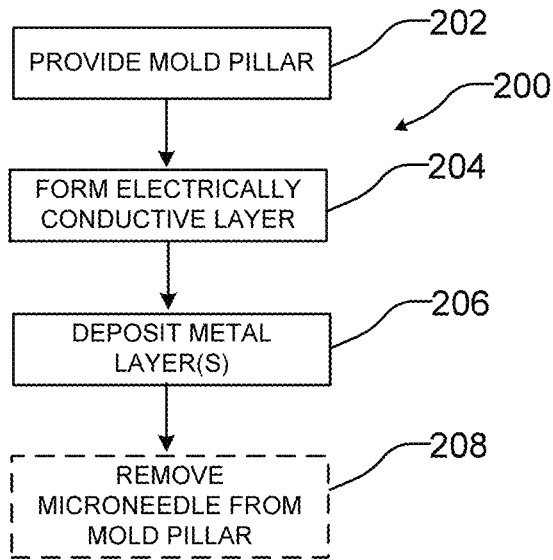 202
PROVIDE MOLD PILLAR
200
204
FORM ELECTRICALLY
CONDUCTIVE LAYER
206
DEPOSIT METAL
LAYER(S)
208
REMOVE
MICRONEEDLE FROM
MOLD PILLAR